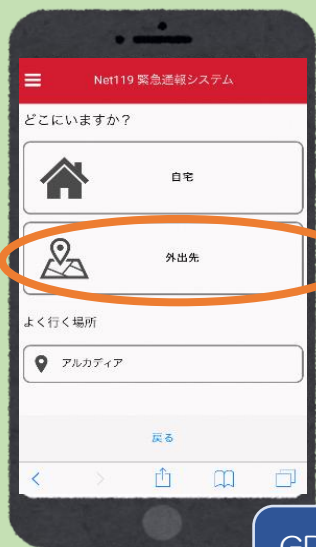 Net119 緊急通報システム
どこにいますか？
自宅
外出先
よく行く場所
アルカディア
戻る